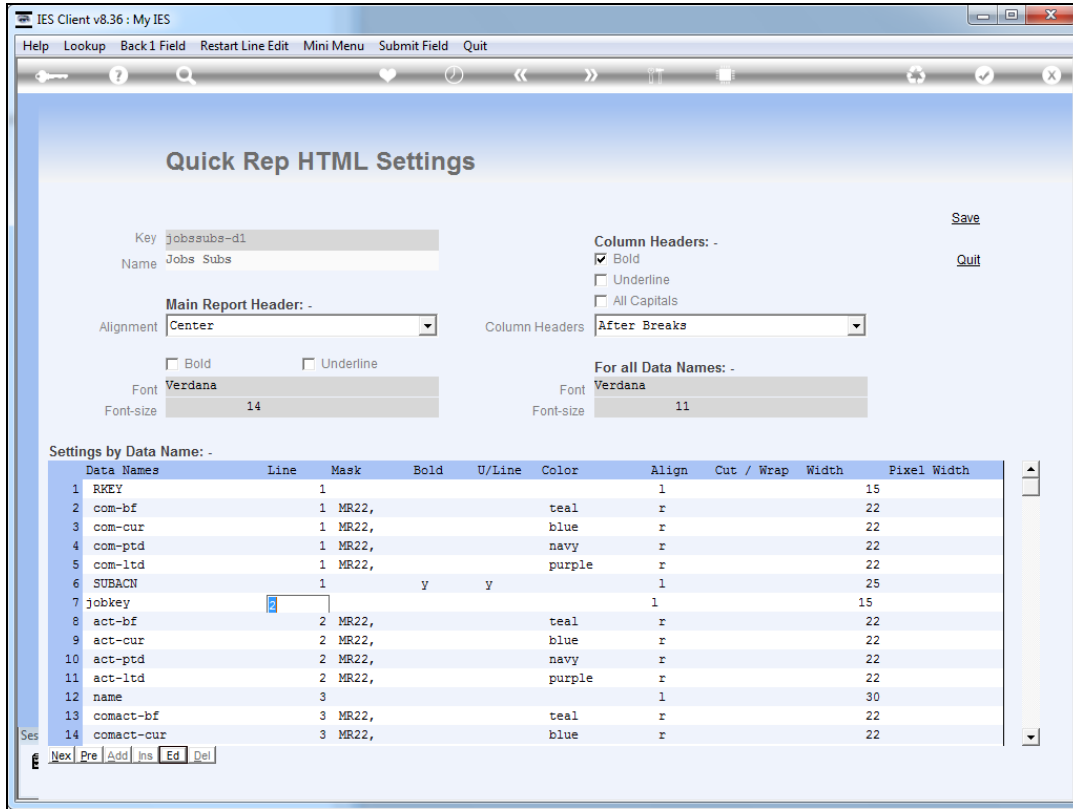 IES Client v8.36 : My IES
Help Lookup Back 1 Field Restart Line Edit Mini Menu Submit Field Quit
Quick Rep HTML Settings
Save
Key jobssubs-d1
Column Headers: -
Name Jobs Subs
Bold
Quit
Underline
Main Report Header: -
All Capitals
Alignment Center
Column Headers After Breaks
Bold Underline
For all Data Names: -
Font Verdana
Font Verdana
Font-size 14
Font-size 11
Settings by Data Name: -
Data Names Line Mask Bold U/Line Color Align Cut / Wrap Width Pixel Width
1 RKEY 1 l 15
2 com-bf 1 MR22, teal r 22
3 com-cur 1 MR22, blue r 22
4 com-ptd 1 MR22, navy r 22
5 com-ltd 1 MR22, purple r 22
6 SUBACN 1 y y l 25
7 jobkey 2 l 15
8 act-bf 2 MR22, teal r 22
9 act-cur 2 MR22, blue r 22
10 act-ptd 2 MR22, navy r 22
11 act-ltd 2 MR22, purple r 22
12 name 3 l 30
13 comact-bf 3 MR22, teal r 22
14 comact-cur 3 MR22, blue r 22
Ses
Nex Pre Add Ins Ed Del